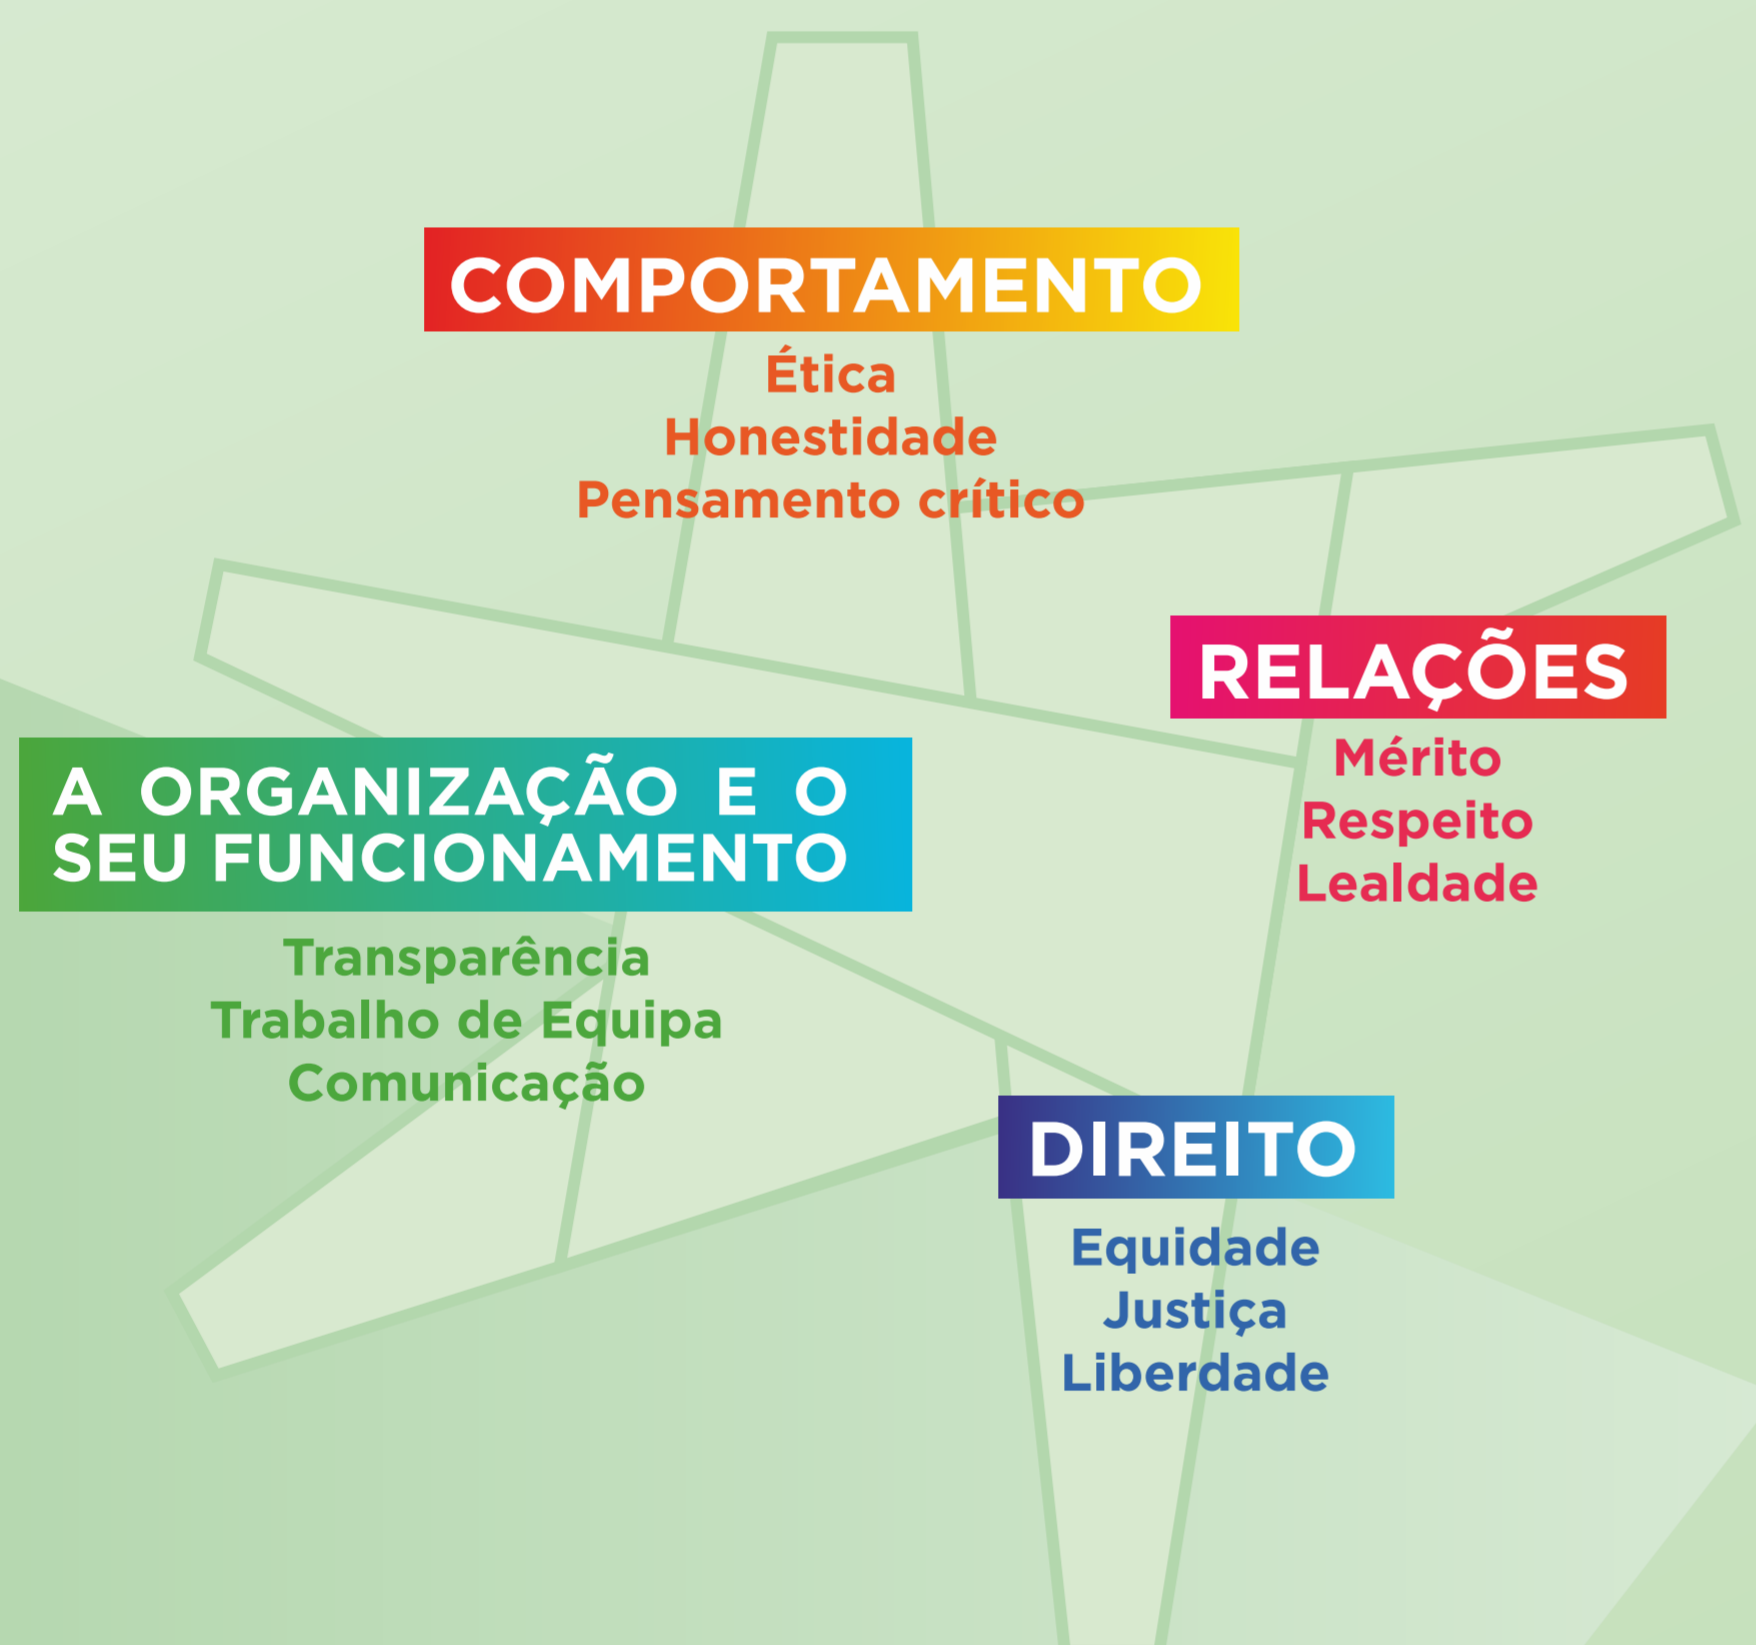 COMPORTAMENTO
Ética
Honestidade
Pensamento crítico
RELAÇÕES
Mérito
Respeito
Lealdade
A ORGANIZAÇÃO E O
SEU FUNCIONAMENTO
Transparência
Trabalho de Equipa
Comunicação
DIREITO
Equidade
Justiça
Liberdade